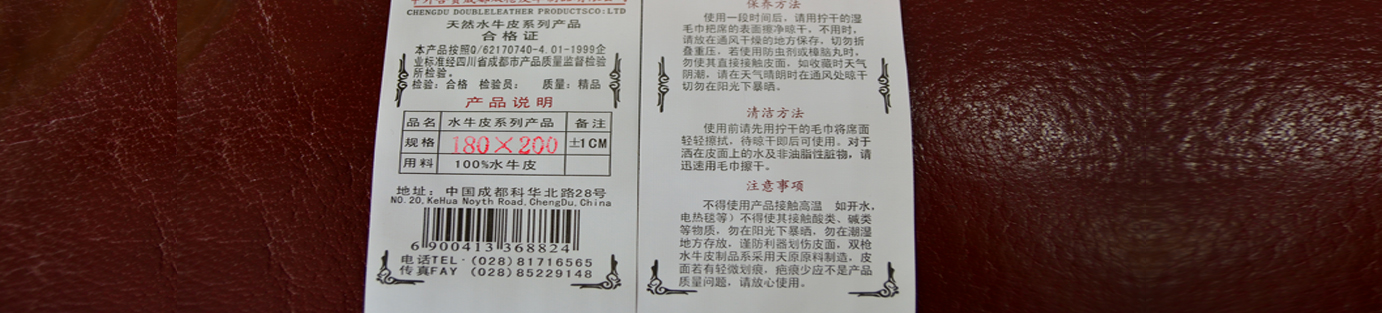 CHENGDU DOUBLELEATHER PRODUCTSCO:LTD
天然水牛皮系列产品
合格证
本产品按照Q/62170740-4.01-1999企
业标准经四川省成都市产品质量监督检验
所检验。
检验：合格 检验员： 质量：精品
产品说明
品名 水牛皮系列产品 备注
规格 180×200 ±1CM
用料 100%水牛皮
地址：中国成都科华北路28号
NO.20,KeHua Noyth Road,ChengDu,China
6 900413 368824
电话TEL·(028)81716565
传真FAY (028)85229148
保养方法
使用一段时间后，请用拧干的湿
毛巾把席的表面擦净晾干。不用时，
请放在通风干燥的地方保存，切勿折
叠重压，若使用防虫剂或樟脑丸时，
勿使其直接接触皮面，如收藏时天气
阴潮，请在天气晴朗时在通风处晾干
切勿在阳光下暴晒。
清洁方法
使用前请先用拧干的毛巾将席面
轻轻擦拭，待晾干即后可使用。对于
洒在皮面上的水及非油脂性脏物，请
迅速用毛巾擦干。
注意事项
不得使用产品接触高温 如开水，
电热毯等）不得使其接触酸类、碱类
等物质，勿在阳光下暴晒，勿在潮湿
地方存放，谨防利器划伤皮面，双枪
水牛皮制品系采用天原原料制造，皮
面若有轻微划痕，疤痕少应不是产品
质量问题，请放心使用。